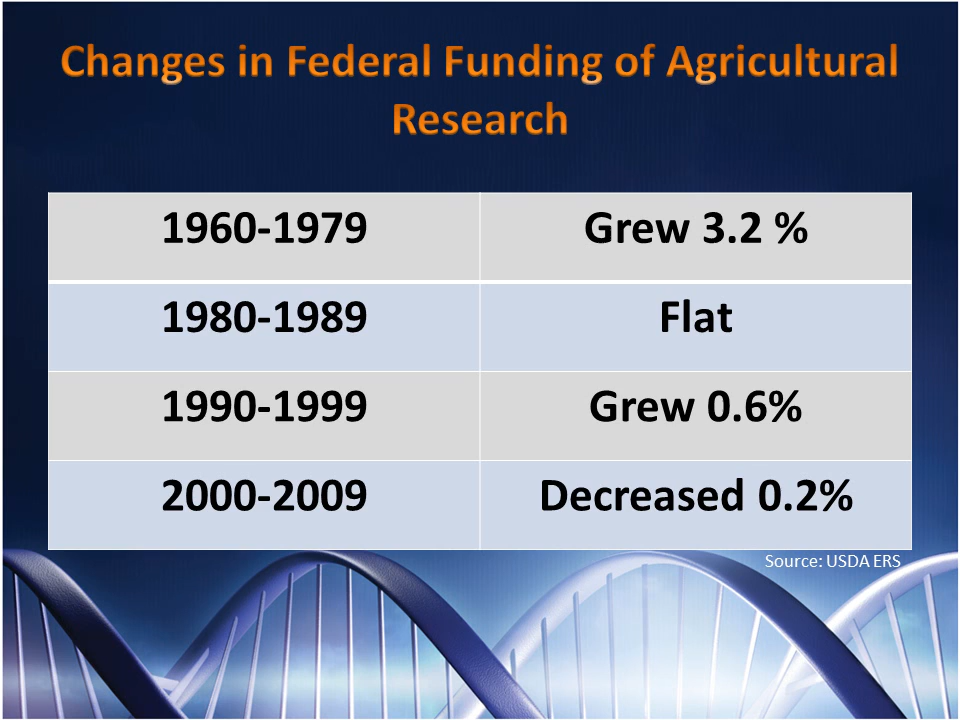 Changes in Federal Funding of Agricultural
Research
1960-1979 Grew 3.2 %
1980-1989 Flat
1990-1999 Grew 0.6%
2000-2009 Decreased 0.2%
Source: USDA ERS